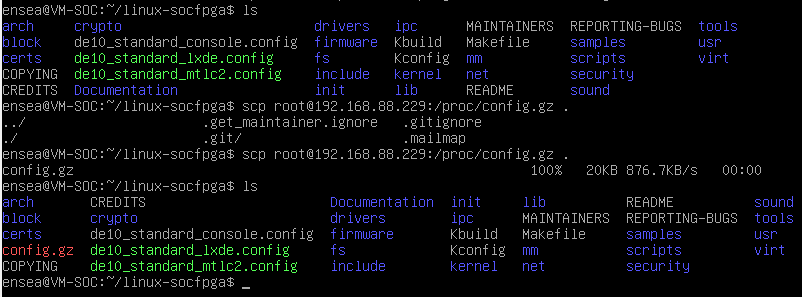 ensea@VM-SOC:~/linux-socfpga$ ls
arch     crypto                      drivers   ipc      MAINTAINERS  REPORTING-BUGS  tools
block    de10_standard_console.config  firmware  Kbuild   Makefile     samples         usr
certs    de10_standard_lxde.config   fs        Kconfig  mm           scripts         virt
COPYING  de10_standard_mtlc2.config  include   kernel   net          security
CREDITS  Documentation               init      lib      README       sound
ensea@VM-SOC:~/linux-socfpga$ scp root@192.168.88.229:/proc/config.gz .
../                     .get_maintainer.ignore  .gitignore
./                      .git/                   .mailmap
ensea@VM-SOC:~/linux-socfpga$ scp root@192.168.88.229:/proc/config.gz .
config.gz                                     100%   20KB 876.7KB/s   00:00
ensea@VM-SOC:~/linux-socfpga$ ls
arch       CREDITS                       Documentation  init     lib          README          sound
block      crypto                        drivers        ipc      MAINTAINERS  REPORTING-BUGS  tools
certs      de10_standard_console.config  firmware       Kbuild   Makefile     samples         usr
config.gz  de10_standard_lxde.config     fs             Kconfig  mm           scripts         virt
COPYING    de10_standard_mtlc2.config    include        kernel   net          security
ensea@VM-SOC:~/linux-socfpga$ _